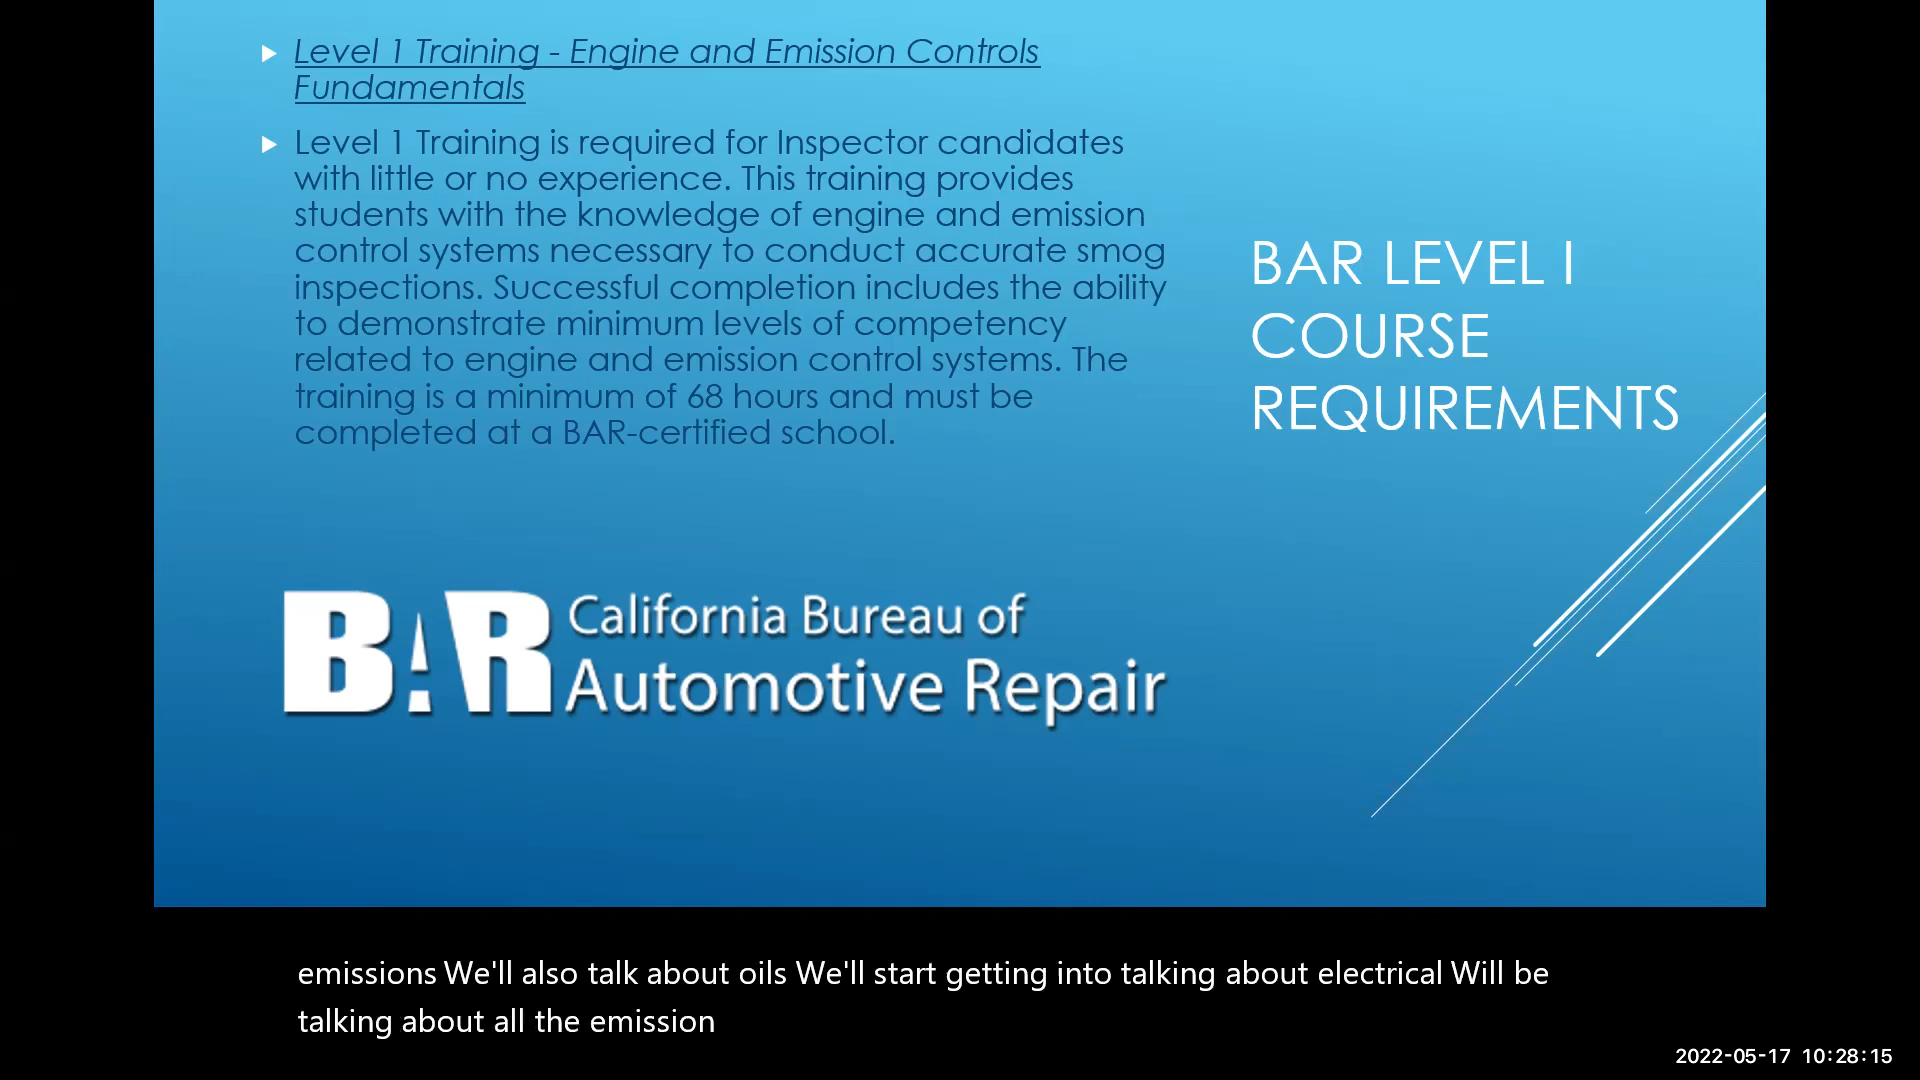 Level 1 Training - Engine and Emission Controls
Fundamentals
Level 1 Training is required for Inspector candidates
with little or no experience. This training provides
students with the knowledge of engine and emission
control systems necessary to conduct accurate smog
inspections. Successful completion includes the ability
to demonstrate minimum levels of competency
related to engine and emission control systems. The
training is a minimum of 68 hours and must be
completed at a BAR-certified school.
BAR LEVEL I
COURSE
REQUIREMENTS
BAR
California Bureau of
Automotive Repair
emissions We'll also talk about oils We'll start getting into talking about electrical Will be
talking about all the emission
2022-05-17 10:28:15